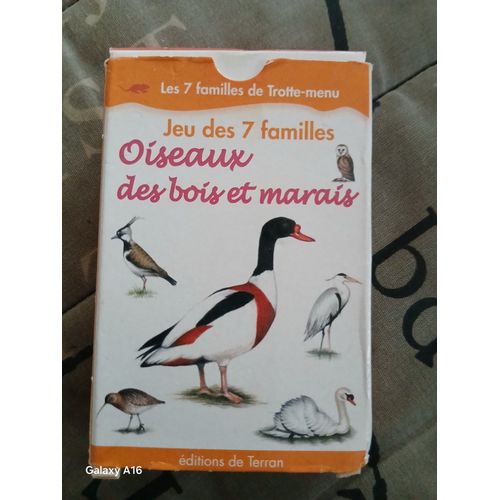 Les 7 familles de Trotte-menu
Jeu des 7 familles
Oiseaux
des bois et marais
éditions de Terran
Galaxy A16